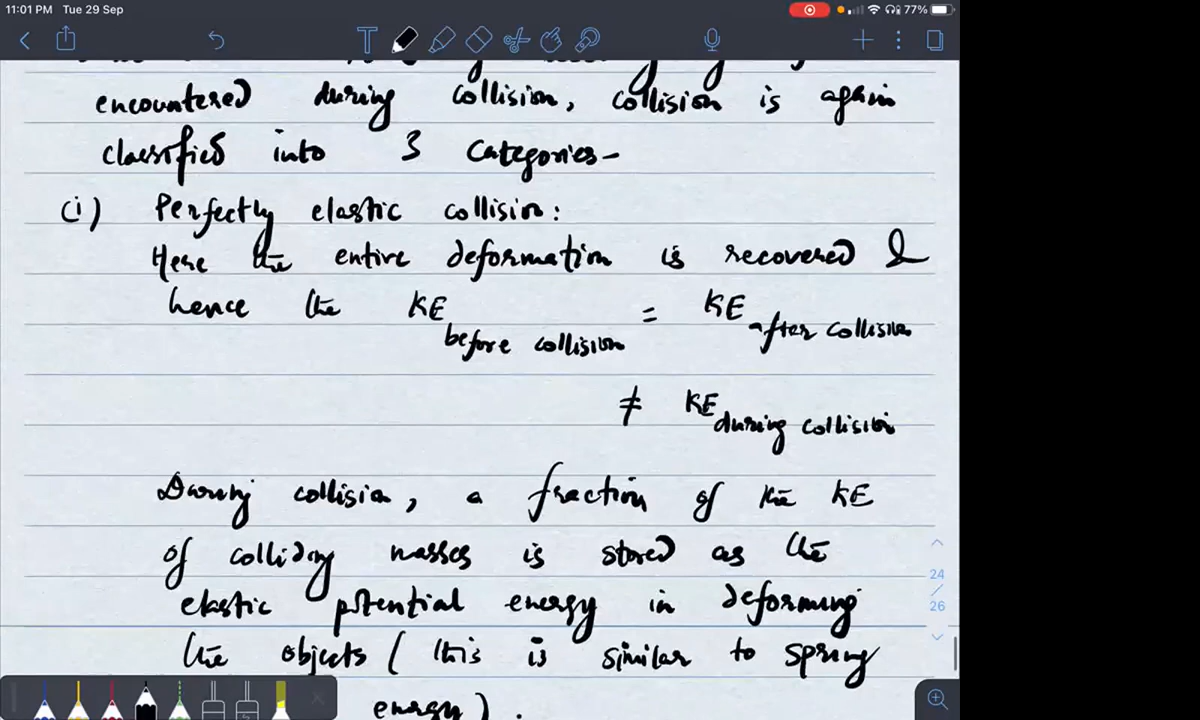 11:01 PM Tue 29 Sep
77%
encountered during collision, collision is again
classified into 3 categories-
(i) Perfectly elastic collision:
Here the entire deformation is recovered &
hence the KE before collision = KE after collision
≠ KE during collision
During collision, a fraction of the KE
of colliding masses is stored as the
elastic potential energy in deforming
the objects (this is similar to spring
energy).
24
/
26